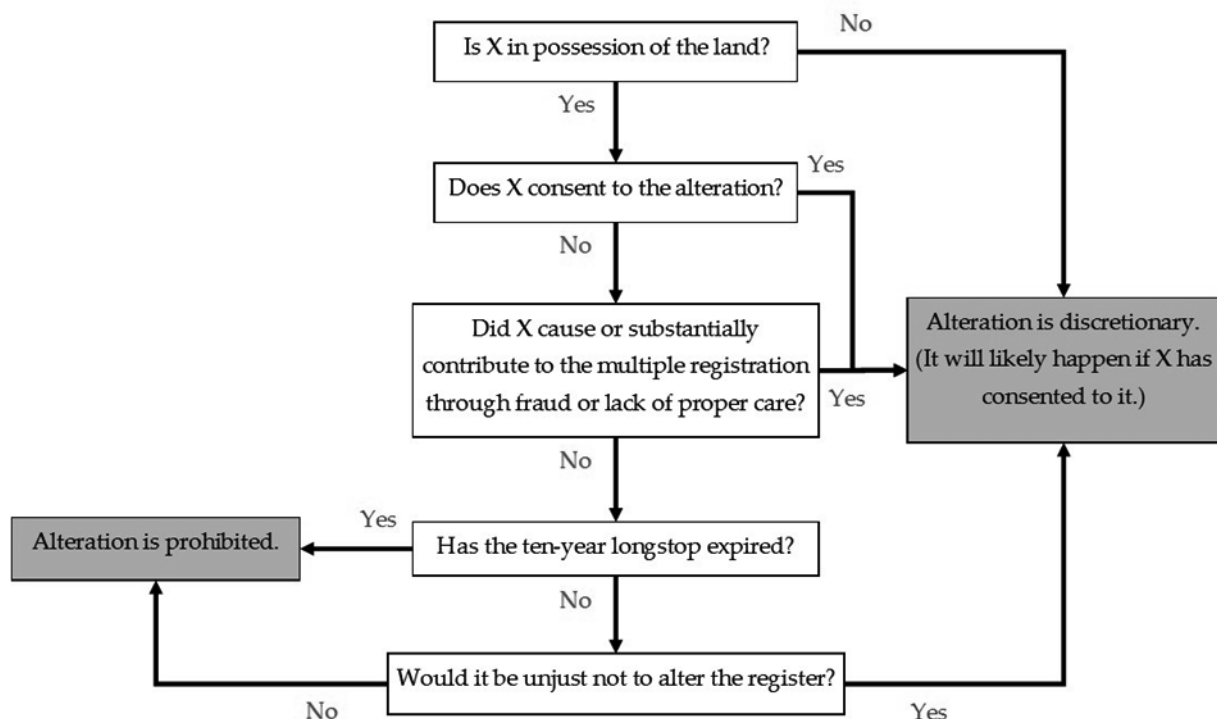 Is X in possession of the land?
No
Yes
Does X consent to the alteration?
Yes
No
Did X cause or substantially
contribute to the multiple registration
through fraud or lack of proper care?
Yes
Alteration is discretionary.
(It will likely happen if X has
consented to it.)
No
Has the ten-year longstop expired?
Yes
Alteration is prohibited.
No
Would it be unjust not to alter the register?
No
Yes